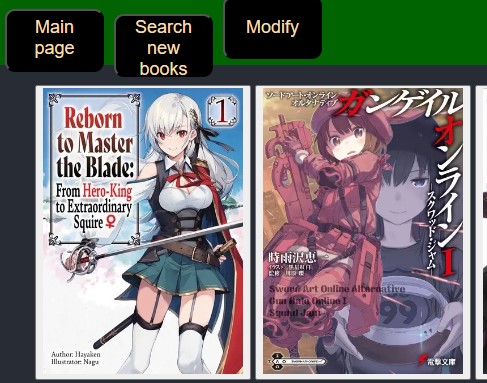 Main
page
Search
new
books
Modify
Reborn
to Master
the Blade:
From Hero-King
to Extraordinary
Squire♀
1
Author: Hayaken
Illustrator: Nagu
ソードアート・オンライン
オルタナティブ
ガンゲイル
オンラインI
スクワッド・ジャム
時雨沢恵一
イラスト 黒星紅白
監修 川原 礫
Sword Art Online Alternative
Gun Gale Online I
Squad Jam
電撃文庫